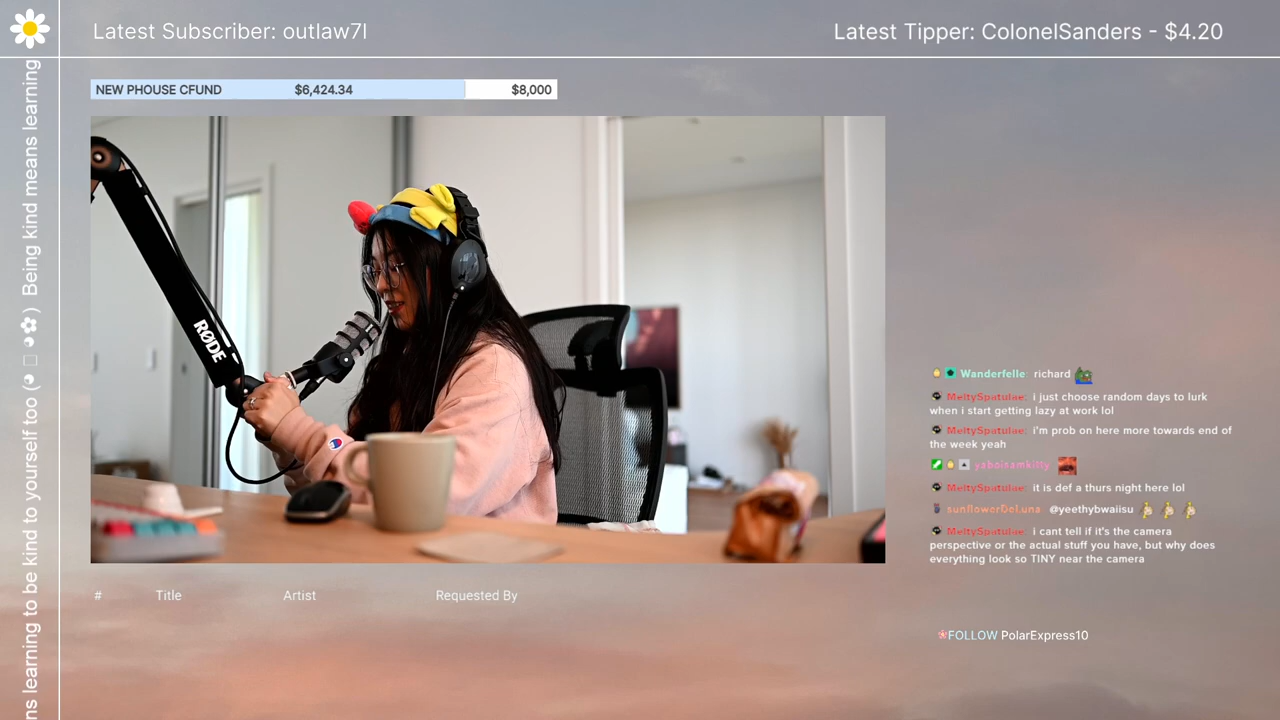 Latest Subscriber: outlaw7l
Latest Tipper: ColonelSanders - $4.20
NEW PHOUSE CFUND $6,424.34 $8,000
ns learning to be kind to yourself too (◕ □ ◕✿) Being kind means learning
RØDE
Wanderfelle: richard
MeltySpatulae: i just choose random days to lurk
when i start getting lazy at work lol
MeltySpatulae: i'm prob on here more towards end of
the week yeah
yaboinamkitty
MeltySpatulae: it is def a thurs night here lol
sunflowerDeLuna: @yeethybwaiisu
MeltySpatulae: i cant tell if it's the camera
perspective or the actual stuff you have, but why does
everything look so TINY near the camera
# Title Artist Requested By
FOLLOW PolarExpress10